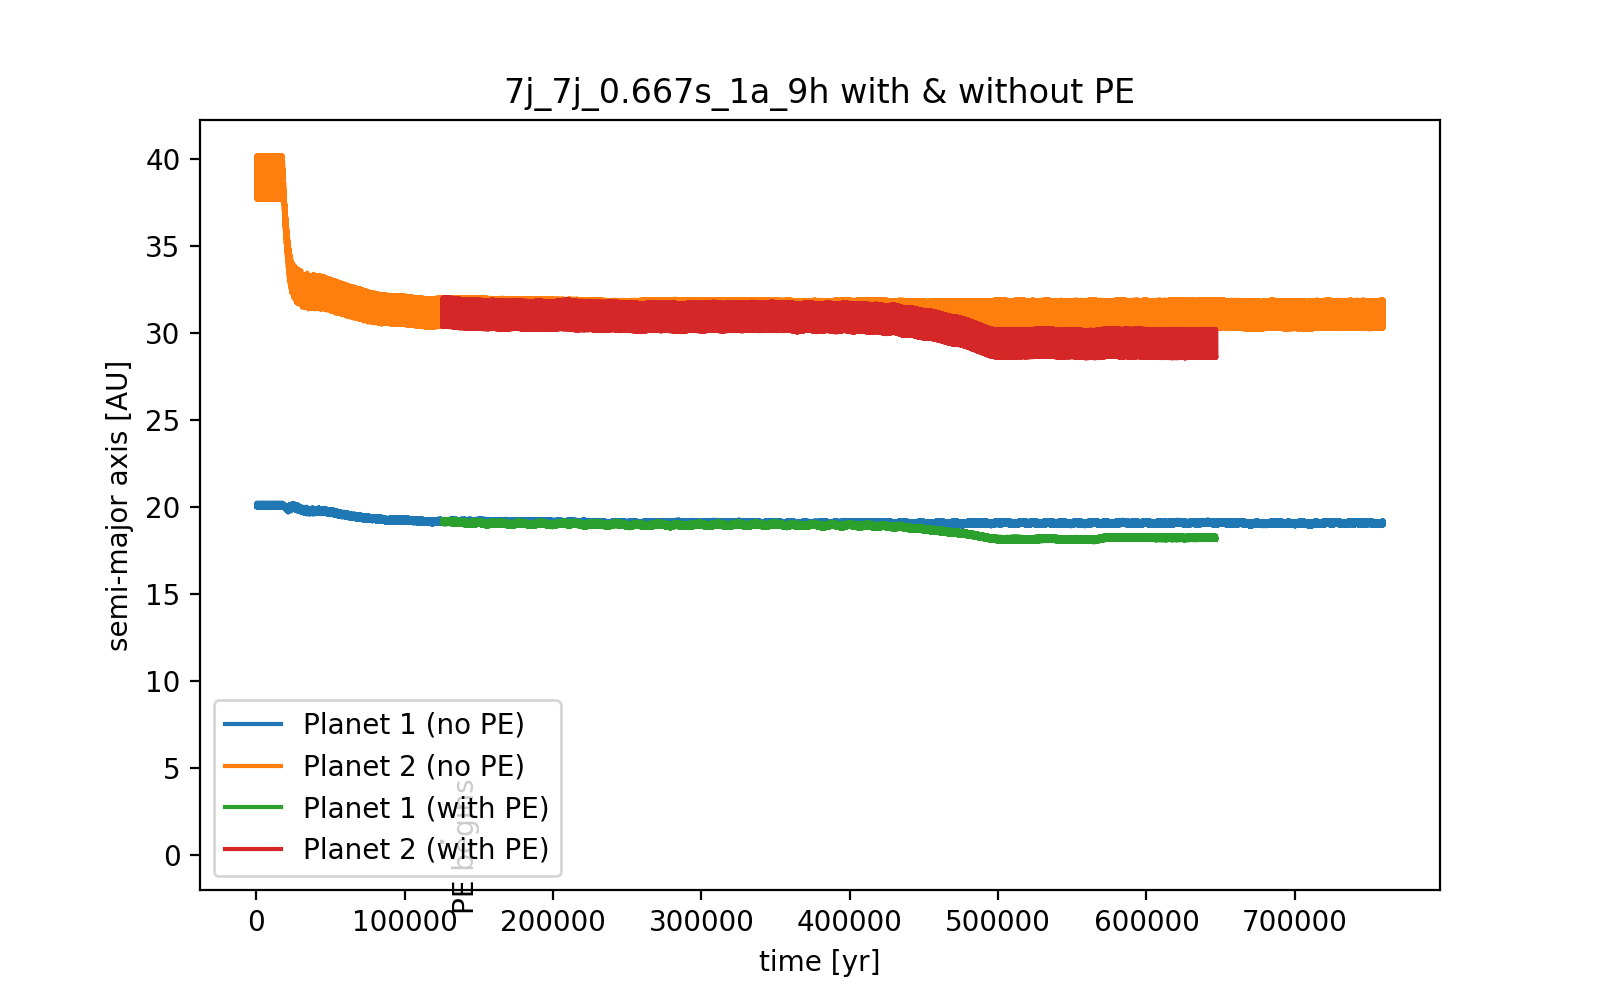 7j_7j_0.667s_1a_9h with & without PE
semi-major axis [AU]
40
35
30
25
20
15
10
5
0
Planet 1 (no PE)
Planet 2 (no PE)
Planet 1 (with PE)
Planet 2 (with PE)
PE begins
0
100000
200000
300000
400000
500000
600000
700000
time [yr]